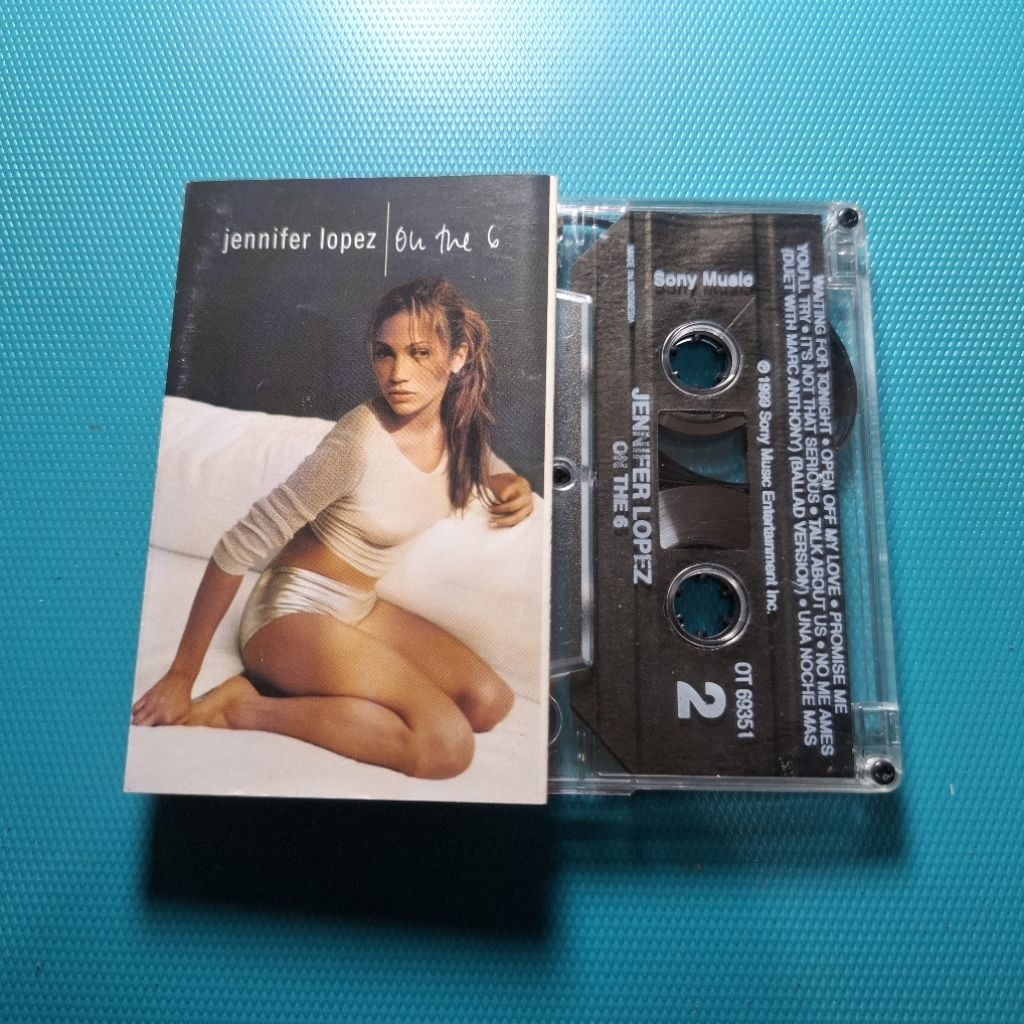 jennifer lopez
On The 6
Sony Music
WAITING FOR TONIGHT • OPEN OFF MY LOVE • PROMISE ME
YOU'LL TRY • IT'S NOT THAT SERIOUS • TALK ABOUT US • NO ME AMES
(DUET WITH MARC ANTHONY) (BALLAD VERSION) • UNA NOCHE MAS
℗ 1999 Sony Music Entertainment Inc.
JENNIFER LOPEZ
ON THE 6
OT 69351
2